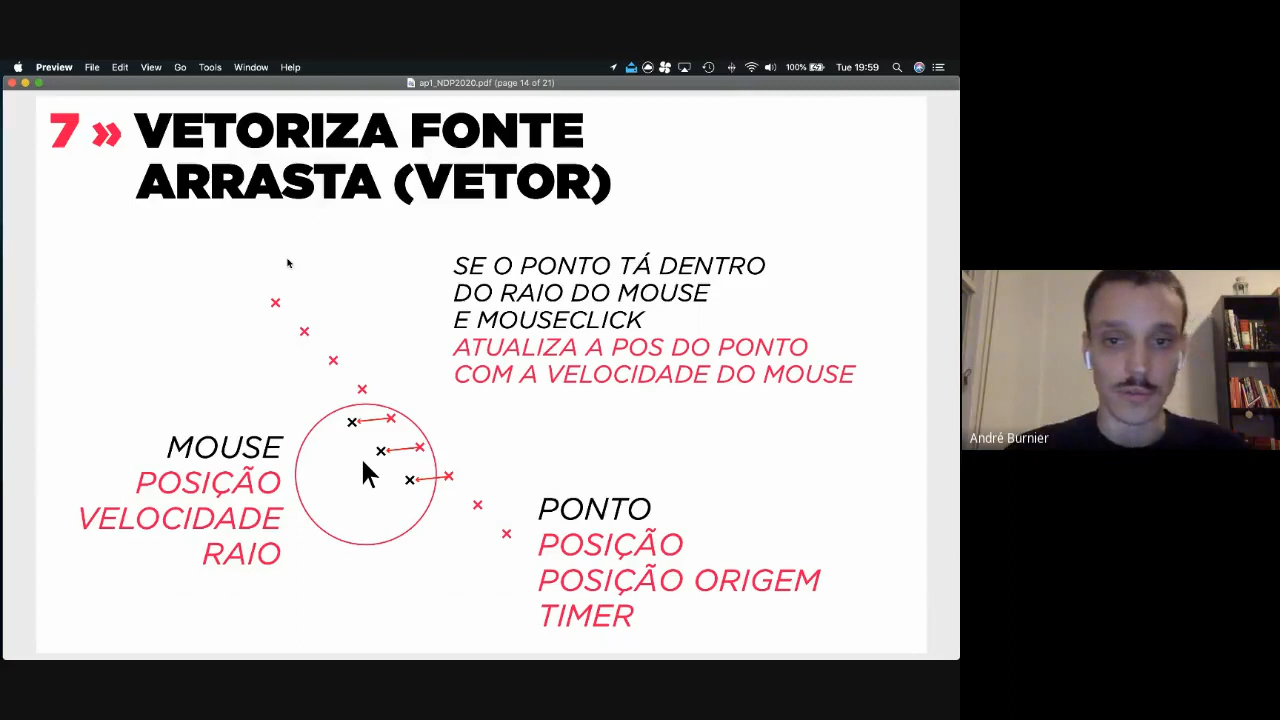 Preview File Edit View Go Tools Window Help 100% Tue 19:59
ap1_NDP2020.pdf (page 14 of 21)
7 » VETORIZA FONTE
ARRASTA (VETOR)
SE O PONTO TÁ DENTRO
DO RAIO DO MOUSE
E MOUSECLICK
ATUALIZA A POS DO PONTO
COM A VELOCIDADE DO MOUSE
MOUSE
POSIÇÃO
VELOCIDADE
RAIO
PONTO
POSIÇÃO
POSIÇÃO ORIGEM
TIMER
André Burnier